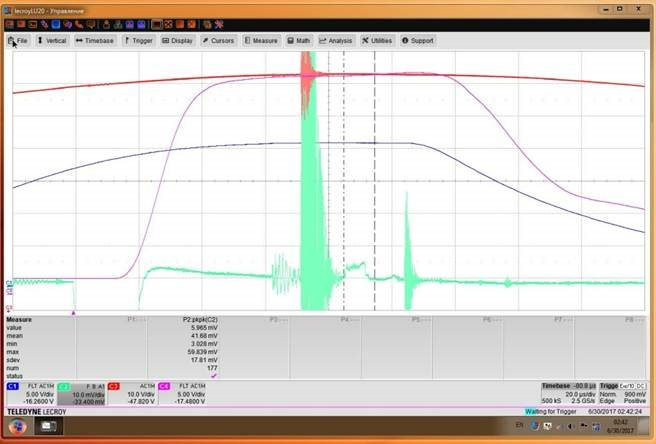 lecroyLU20 - Управление
File Vertical Timebase Trigger Display Cursors Measure Math Analysis Utilities Support
C1
C3
Measure P1:- - - P2:pkpk(C2) P3:- - - P4:- - - P5:- - - P6:- - - P7:- - - P8:- - -
value 5.965 mV
mean 41.68 mV
min 3.028 mV
max 59.839 mV
sdev 17.81 mV
num 177
status ✓
C1 FLT AC1M C2 F B A1 C3 AC1M C4 FLT AC1M Timebase -80.8 µs Trigge Ext/10 DC
5.00 V/div 10.0 mV/div 10.0 V/div 5.00 V/div 20.0 µs/div Norm. 900 mV
-16.2600 V -33.400 mV -47.820 V -17.4800 V 500 kS 2.5 GS/s Edge Positive
TELEDYNE LECROY Waiting for Trigger 6/30/2017 02:42:24
EN 02:42
6/30/2017